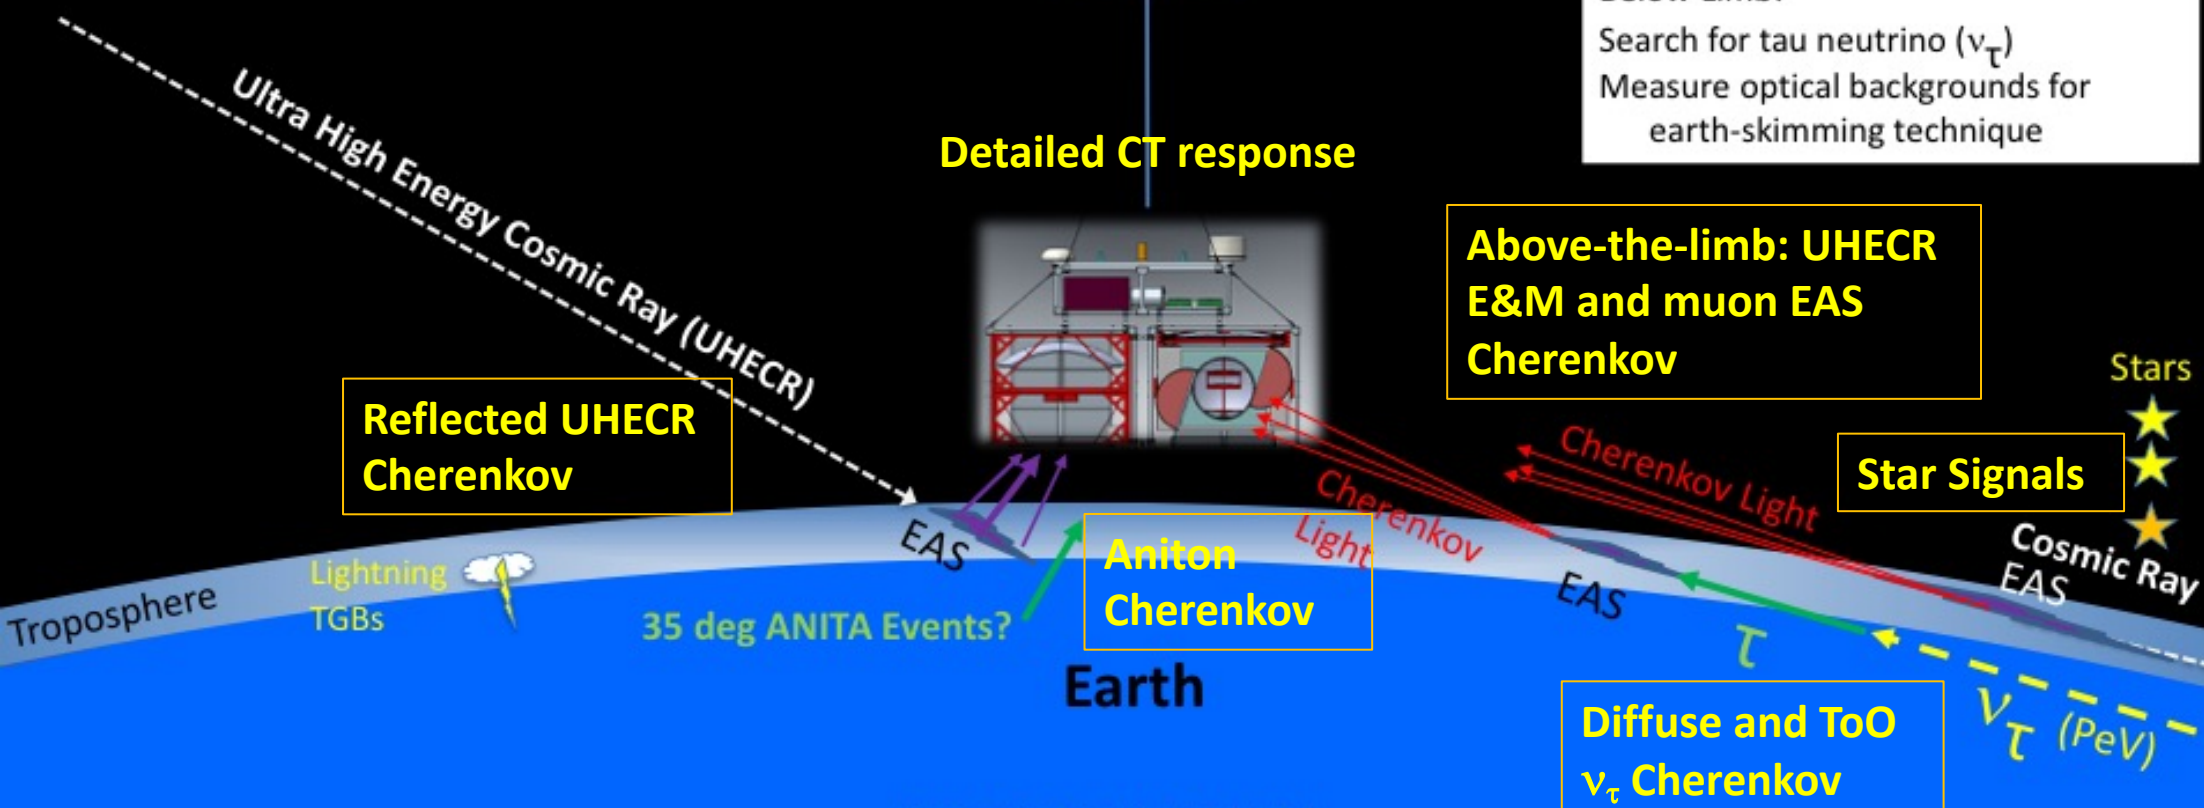 Below Limb:
Search for tau neutrino (ντ)
Measure optical backgrounds for
earth-skimming technique
Ultra High Energy Cosmic Ray (UHECR)
Detailed CT response
Above-the-limb: UHECR
E&M and muon EAS
Cherenkov
Stars
Reflected UHECR
Cherenkov
Star Signals
Cherenkov Light
Cherenkov
Light
Cosmic Ray
EAS
EAS
EAS
Aniton
Cherenkov
Lightning
TGBs
Troposphere
35 deg ANITA Events?
τ
Earth
ντ (PeV)
Diffuse and ToO
ντ Cherenkov